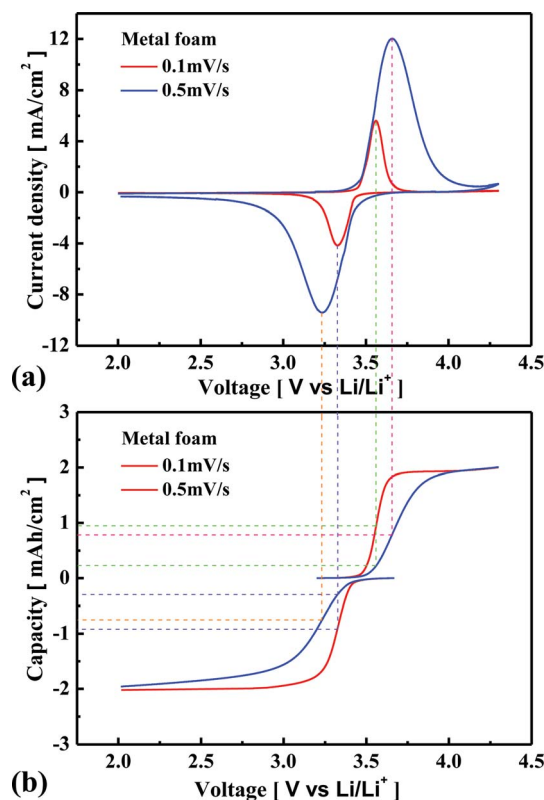 12
8
4
0
-4
-8
-12
Current density [ mA/cm²]
Metal foam
0.1mV/s
0.5mV/s
2.0 2.5 3.0 3.5 4.0 4.5
(a)
Voltage [ V vs Li/Li⁺ ]
3
2
1
0
-1
-2
-3
Capacity [ mAh/cm²]
Metal foam
0.1mV/s
0.5mV/s
2.0 2.5 3.0 3.5 4.0 4.5
(b)
Voltage [ V vs Li/Li⁺ ]